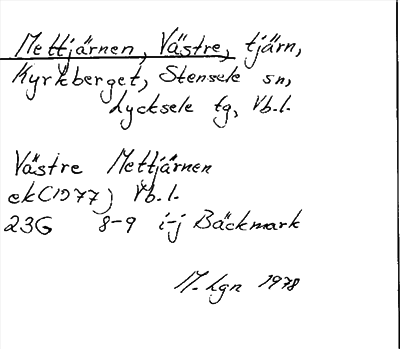 Mettjärnen, Västre, tjärn,
Kyrkberget, Stensele sn,
Lycksele tg, Vb.l.
Västre Mettjärnen
ek(1977) Vb.l.
23G 8-9 i-j Bäckmark
M. Lgn 1978